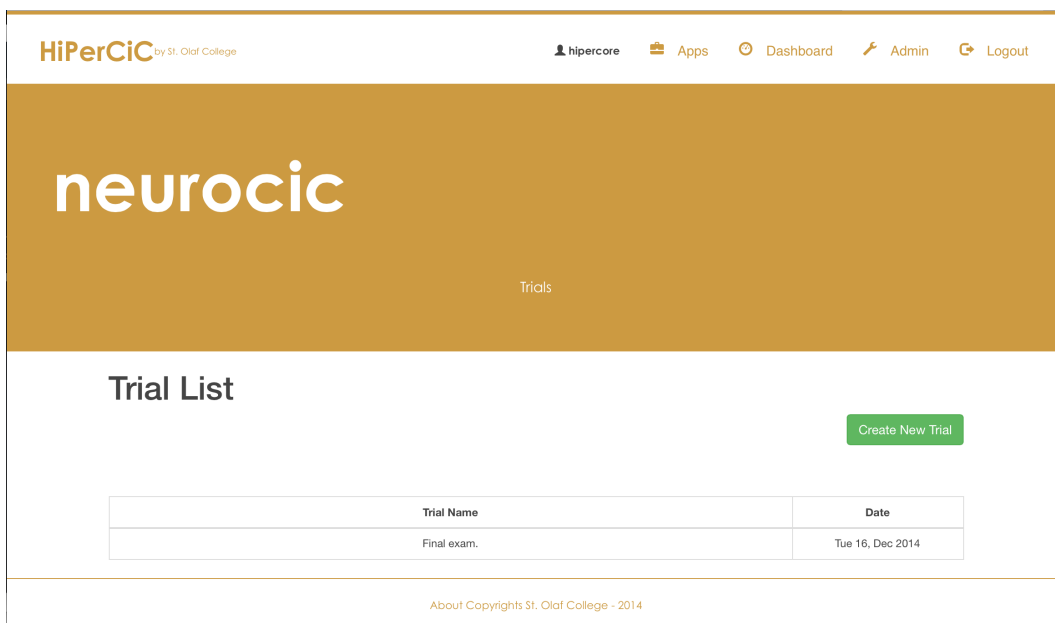 HiPerCiC by St. Olaf College hipercore Apps Dashboard Admin Logout
neurocic
Trials
Trial List
Create New Trial
Trial Name Date
Final exam. Tue 16, Dec 2014
About Copyrights St. Olaf College - 2014